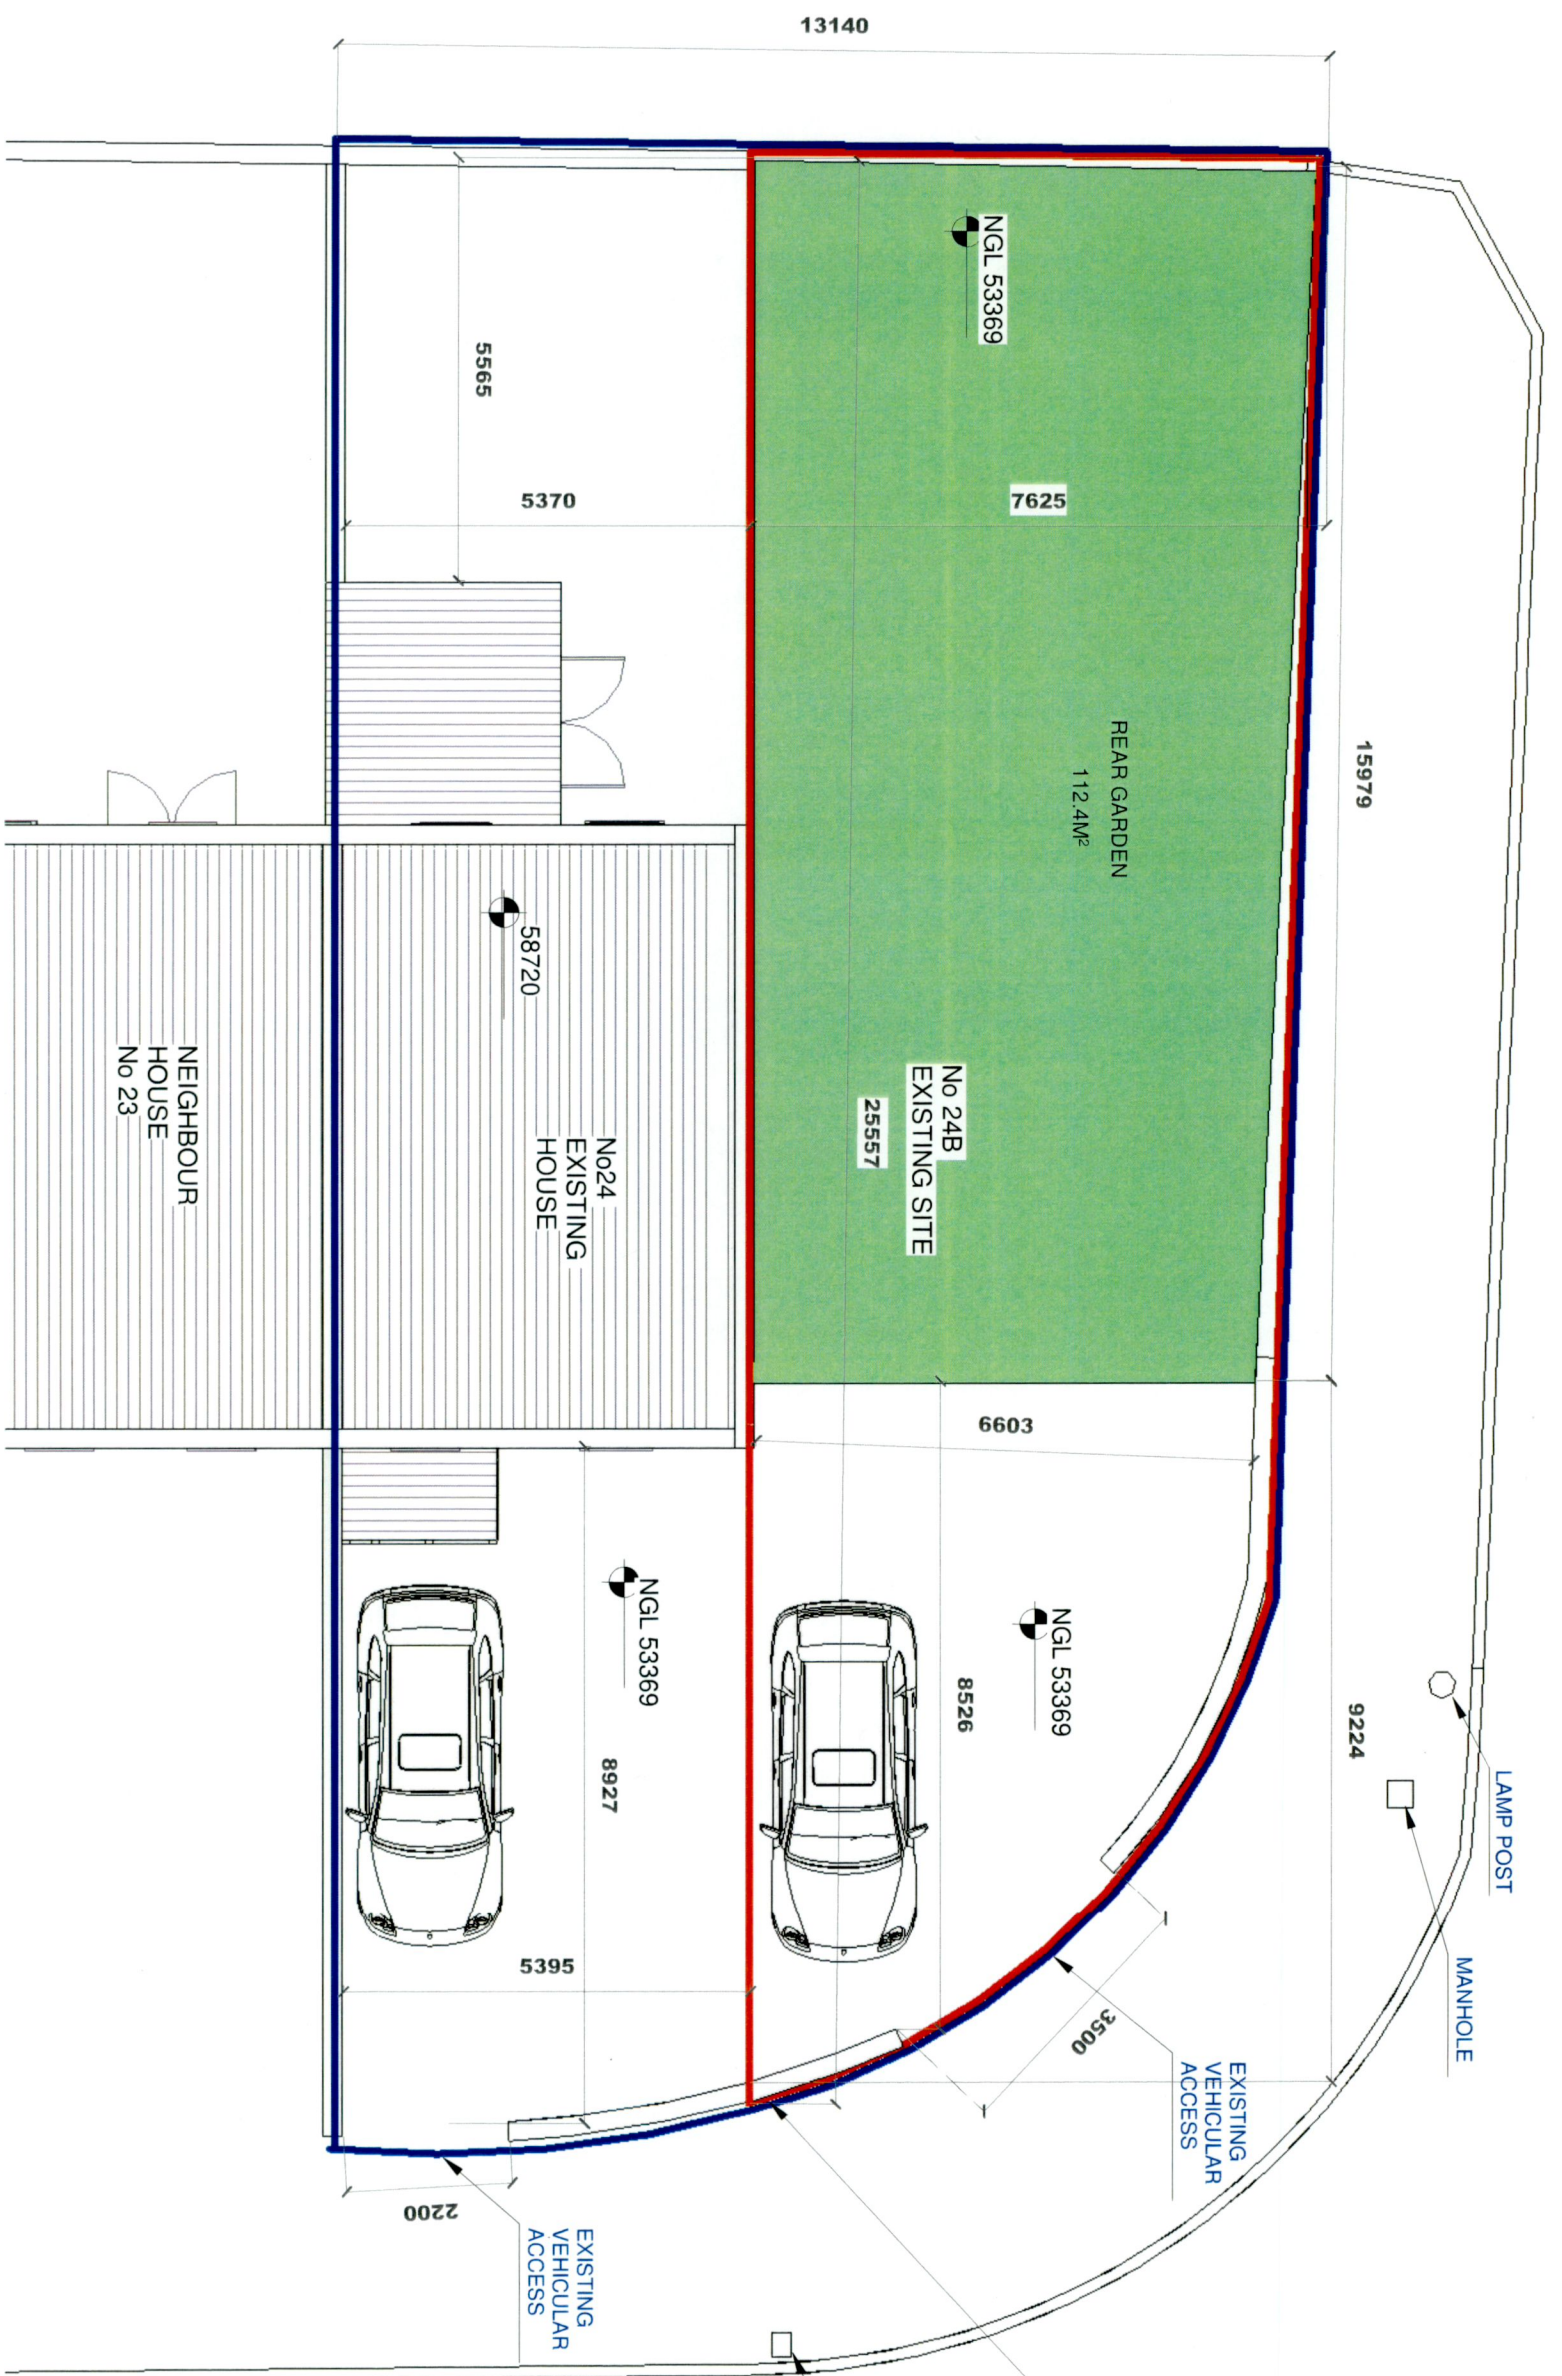 13140
NGL 53369
5565
5370
7625
15979
REAR GARDEN
112.4M²
58720
No 24B
EXISTING SITE
25557
No24
EXISTING
HOUSE
NEIGHBOUR
HOUSE
No 23
6603
NGL 53369
NGL 53369
8526
9224
8927
LAMP POST
MANHOLE
5395
3500
EXISTING
VEHICULAR
ACCESS
2200
EXISTING
VEHICULAR
ACCESS